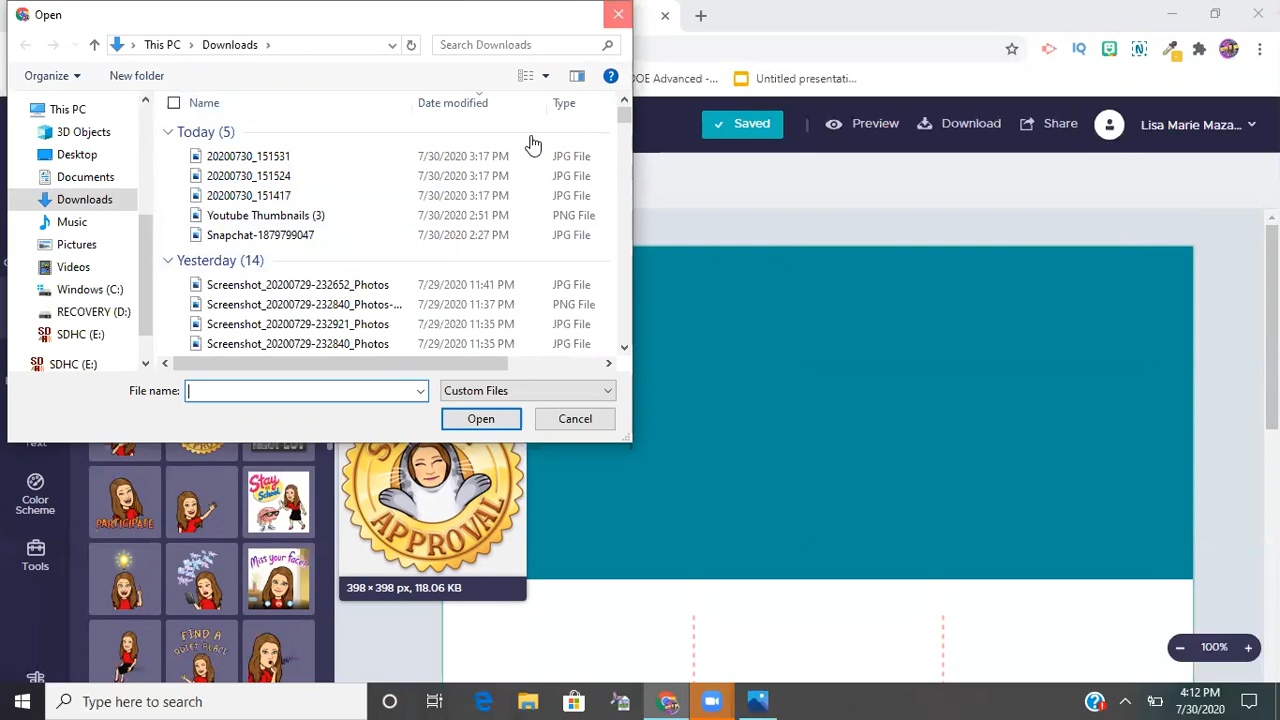 Open
This PC
Downloads
Search Downloads
Organize
New folder
Name
Date modified
Type
This PC
3D Objects
Desktop
Documents
Downloads
Music
Pictures
Videos
Windows (C:)
RECOVERY (D:)
SDHC (E:)
SDHC (E:)
Today (5)
20200730_151531 7/30/2020 3:17 PM JPG File
20200730_151524 7/30/2020 3:17 PM JPG File
20200730_151417 7/30/2020 3:17 PM JPG File
Youtube Thumbnails (3) 7/30/2020 2:51 PM PNG File
Snapchat-1879799047 7/30/2020 2:27 PM JPG File
Yesterday (14)
Screenshot_20200729-232652_Photos 7/29/2020 11:41 PM JPG File
Screenshot_20200729-232840_Photos-... 7/29/2020 11:37 PM PNG File
Screenshot_20200729-232921_Photos 7/29/2020 11:35 PM JPG File
Screenshot_20200729-232840_Photos 7/29/2020 11:35 PM JPG File
File name:
Custom Files
Open
Cancel
DOE Advanced -...
Untitled presentatio...
Saved
Preview
Download
Share
Lisa Marie Maza...
Color
Scheme
Tools
PARTICIPATE
Stay in
School
Miss your face!
FIND A
QUIET PLACE
APPROVAL
398 × 398 px, 118.06 KB
100%
Type here to search
4:12 PM
7/30/2020